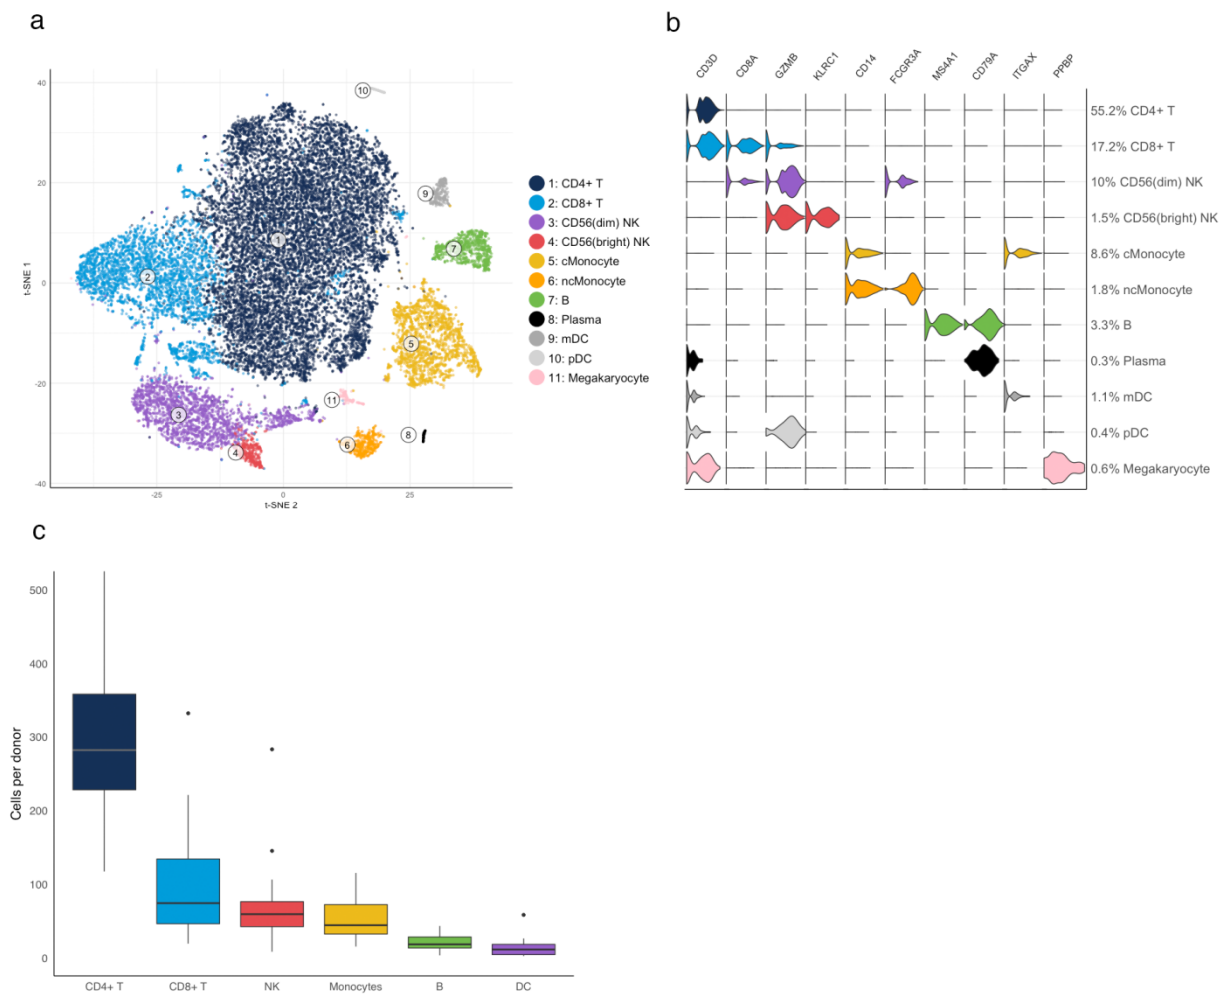 a
40
20
0
-20
-40
-25
0
25
t-SNE 1
t-SNE 2
1
2
3
4
5
6
7
8
9
10
11
1: CD4+ T
2: CD8+ T
3: CD56(dim) NK
4: CD56(bright) NK
5: cMonocyte
6: ncMonocyte
7: B
8: Plasma
9: mDC
10: pDC
11: Megakaryocyte
b
CD3D
CD8A
GZMB
KLRC1
CD14
FCGR3A
MS4A1
CD79A
ITGAX
PPBP
55.2% CD4+ T
17.2% CD8+ T
10% CD56(dim) NK
1.5% CD56(bright) NK
8.6% cMonocyte
1.8% ncMonocyte
3.3% B
0.3% Plasma
1.1% mDC
0.4% pDC
0.6% Megakaryocyte
c
Cells per donor
500
400
300
200
100
0
CD4+ T
CD8+ T
NK
Monocytes
B
DC